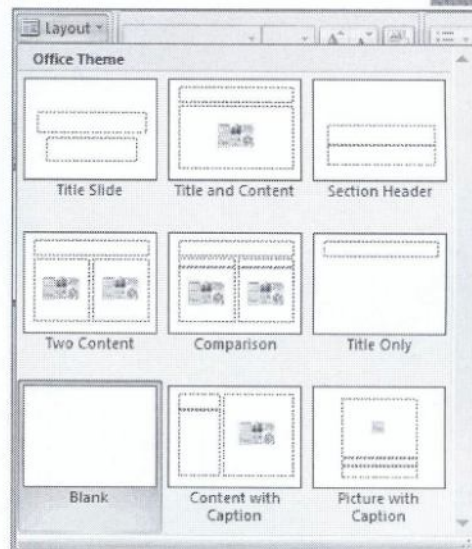 Layout
Office Theme
Title Slide
Title and Content
Section Header
Two Content
Comparison
Title Only
Blank
Content with
Caption
Picture with
Caption